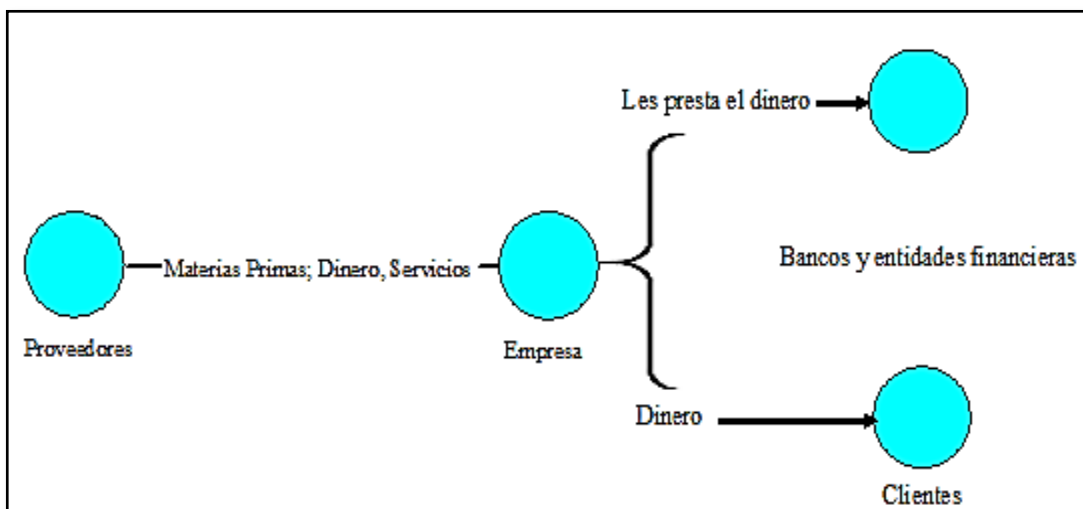 Les presta el dinero
Materias Primas; Dinero, Servicios
Bancos y entidades financieras
Proveedores
Empresa
Dinero
Clientes